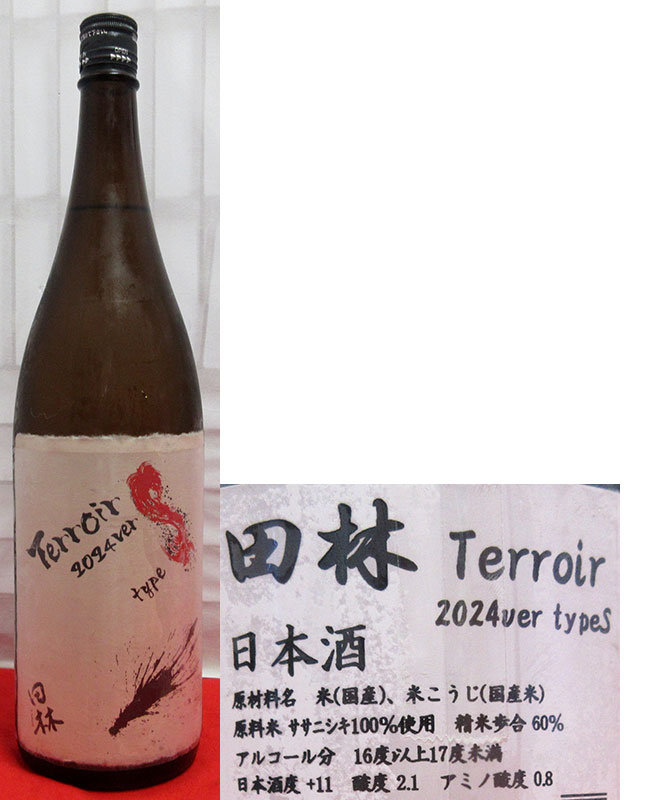 OPEN
Terroir
2024ver
type S
田林
田林 Terroir
2024ver typeS
日本酒
原材料名 米(国産)、米こうじ(国産米)
原料米 ササニシキ100%使用 精米歩合 60%
アルコール分 16度以上17度未満
日本酒度 +11 酸度 2.1 アミノ酸度 0.8